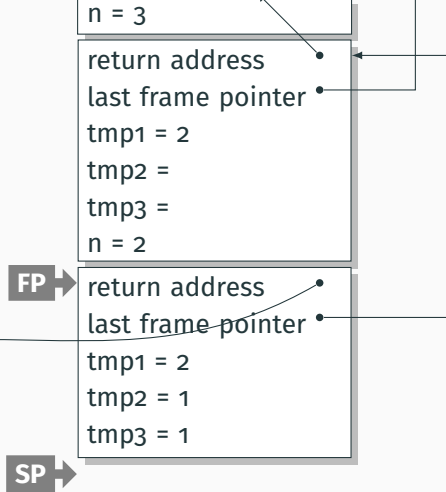 n = 3
return address
last frame pointer
tmp1 = 2
tmp2 =
tmp3 =
n = 2
FP
return address
last frame pointer
tmp1 = 2
tmp2 = 1
tmp3 = 1
SP